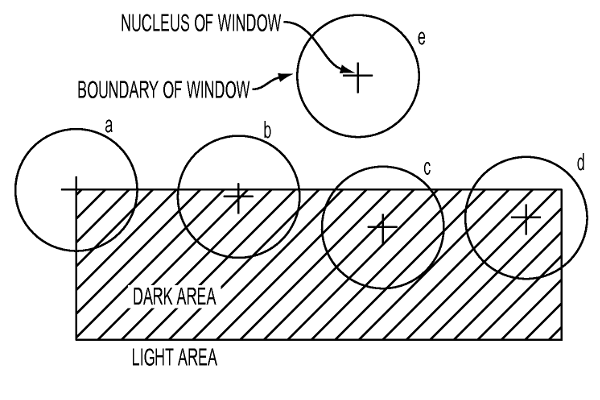 NUCLEUS OF WINDOW
e
BOUNDARY OF WINDOW
a
b
c
d
DARK AREA
LIGHT AREA